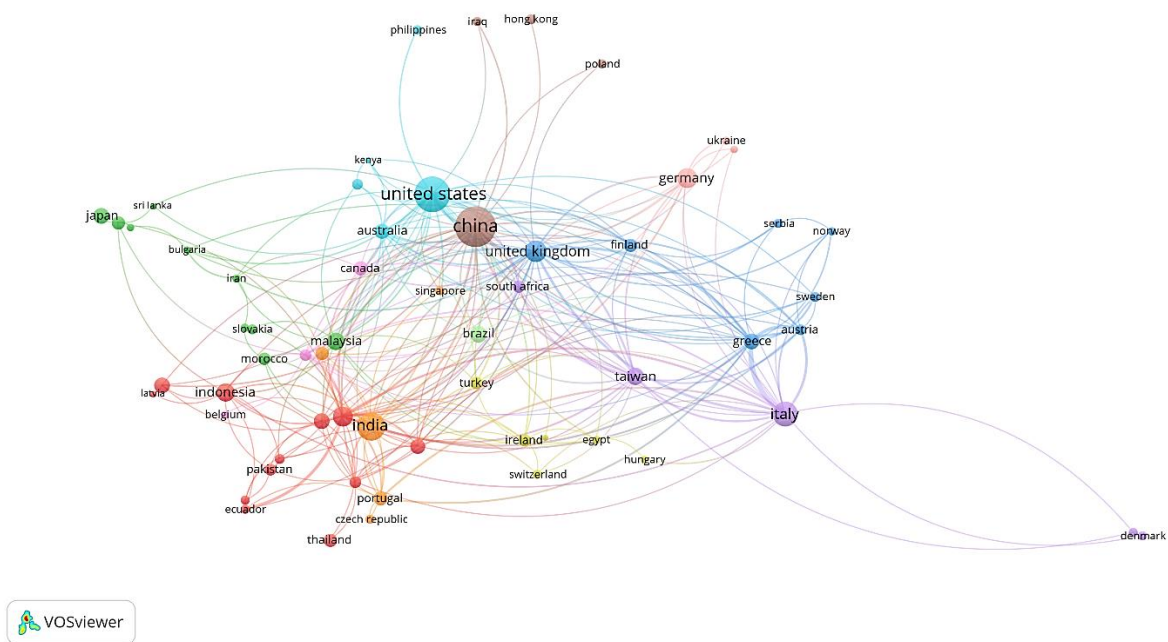 philippines
iraq
hong kong
poland
ukraine
kenya
germany
united states
japan
sri lanka
china
serbia
norway
australia
bulgaria
united kingdom
finland
canada
iran
singapore
south africa
sweden
slovakia
malaysia
brazil
austria
greece
morocco
turkey
taiwan
latvia
indonesia
belgium
india
italy
ireland
egypt
pakistan
switzerland
hungary
portugal
ecuador
czech republic
thailand
denmark
VOSviewer